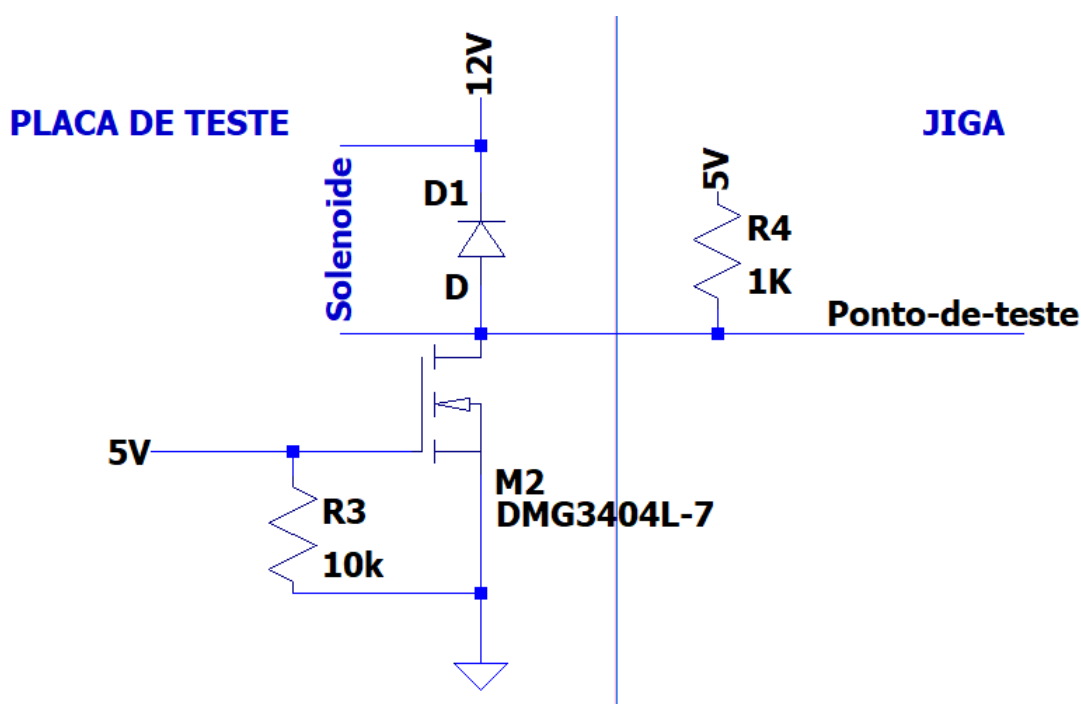 PLACA DE TESTE
JIGA
12V
Solenoide
D1
D
5V
R4
1K
Ponto-de-teste
5V
R3
10k
M2
DMG3404L-7